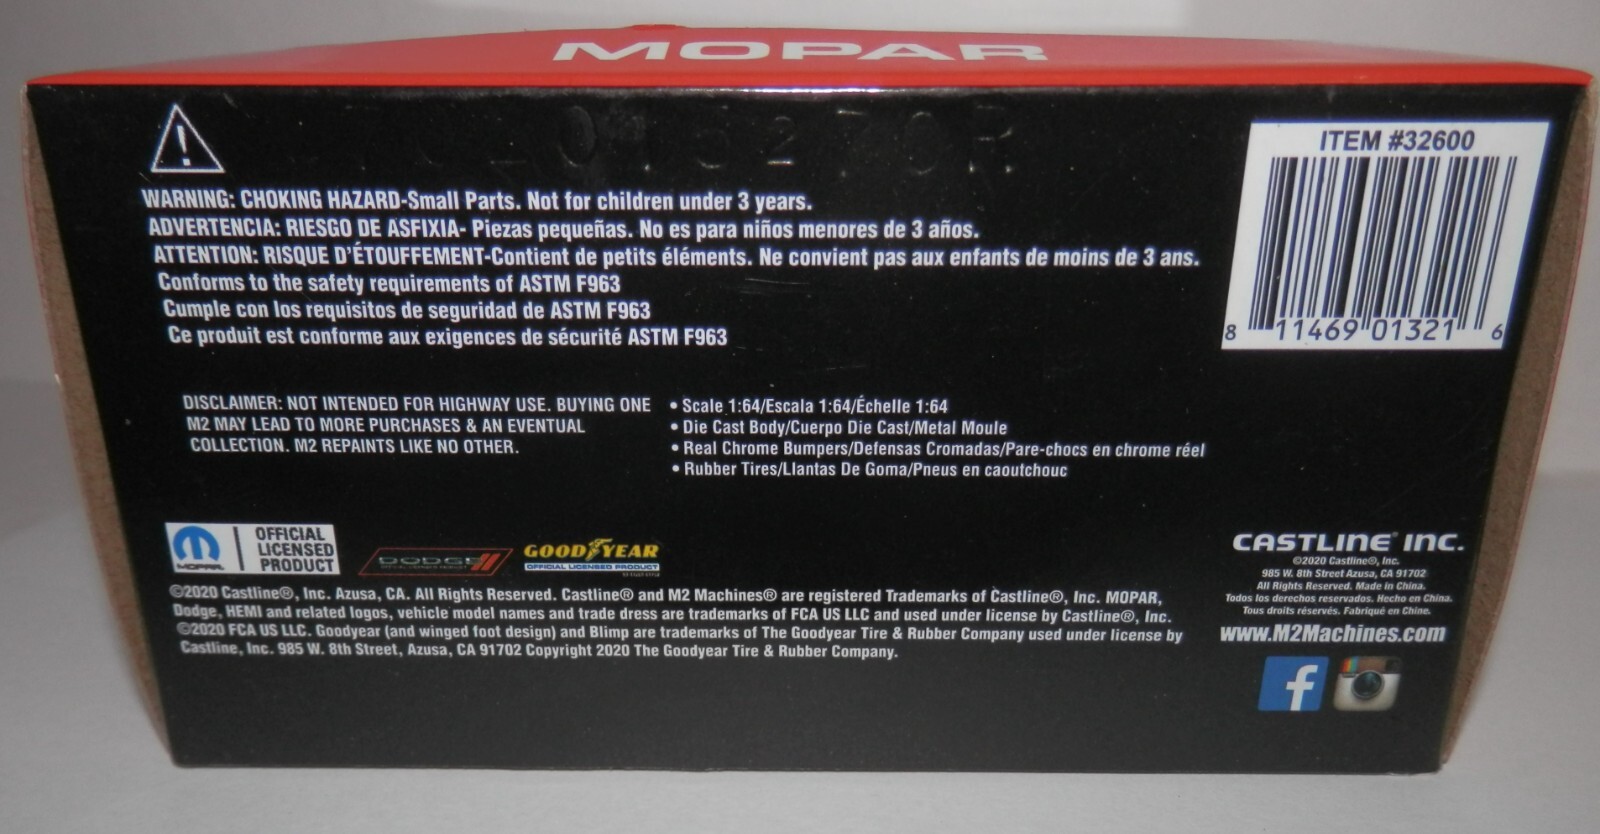 MOPAR
ITEM #32600
8 11469 01321 6
WARNING: CHOKING HAZARD-Small Parts. Not for children under 3 years.
ADVERTENCIA: RIESGO DE ASFIXIA- Piezas pequeñas. No es para niños menores de 3 años.
ATTENTION: RISQUE D'ÉTOUFFEMENT-Contient de petits éléments. Ne convient pas aux enfants de moins de 3 ans.
Conforms to the safety requirements of ASTM F963
Cumple con los requisitos de seguridad de ASTM F963
Ce produit est conforme aux exigences de sécurité ASTM F963
DISCLAIMER: NOT INTENDED FOR HIGHWAY USE. BUYING ONE
M2 MAY LEAD TO MORE PURCHASES & AN EVENTUAL
COLLECTION. M2 REPAINTS LIKE NO OTHER.
• Scale 1:64/Escala 1:64/Échelle 1:64
• Die Cast Body/Cuerpo Die Cast/Metal Moule
• Real Chrome Bumpers/Defensas Cromadas/Pare-chocs en chrome réel
• Rubber Tires/Llantas De Goma/Pneus en caoutchouc
MOPAR
OFFICIAL
LICENSED
PRODUCT
DODGE
GOODYEAR
OFFICIAL LICENSED PRODUCT
©2020 Castline®, Inc. Azusa, CA. All Rights Reserved. Castline® and M2 Machines® are registered Trademarks of Castline®, Inc. MOPAR,
Dodge, HEMI and related logos, vehicle model names and trade dress are trademarks of FCA US LLC and used under license by Castline®, Inc.
©2020 FCA US LLC. Goodyear (and winged foot design) and Blimp are trademarks of The Goodyear Tire & Rubber Company used under license by
Castline, Inc. 985 W. 8th Street, Azusa, CA 91702 Copyright 2020 The Goodyear Tire & Rubber Company.
CASTLINE® INC.
©2020 Castline®, Inc.
985 W. 8th Street Azusa, CA 91702
All Rights Reserved. Made in China.
Todos los derechos reservados. Hecho en China.
Tous droits réservés. Fabriqué en Chine.
www.M2Machines.com